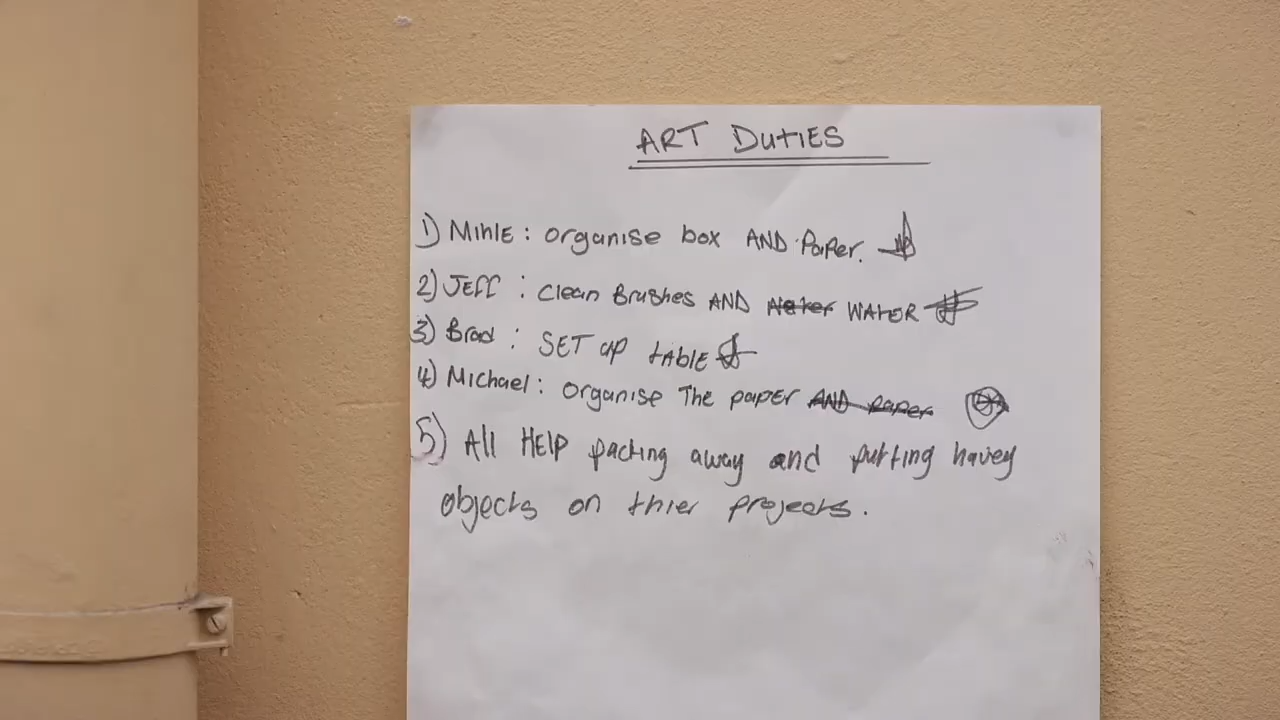 ART DUTIES
1) MIHLE: organise box AND Paper.
2) JEFF : Clean Brushes AND Water WATER
3) Brad : SET up tABLE
4) Michael: organise The paper AND paper
5) All HELP packing away and putting havey
objects on thier projects.